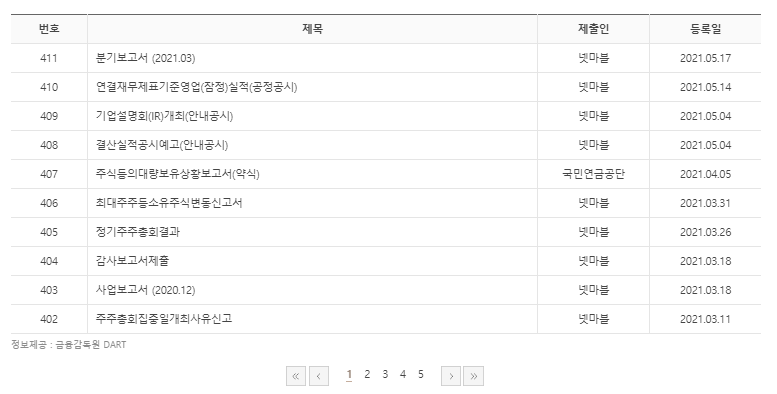 번호 제목 제출인 등록일
411 분기보고서 (2021.03) 넷마블 2021.05.17
410 연결재무제표기준영업(잠정)실적(공정공시) 넷마블 2021.05.14
409 기업설명회(IR)개최(안내공시) 넷마블 2021.05.04
408 결산실적공시예고(안내공시) 넷마블 2021.05.04
407 주식등의대량보유상황보고서(약식) 국민연금공단 2021.04.05
406 최대주주등소유주식변동신고서 넷마블 2021.03.31
405 정기주주총회결과 넷마블 2021.03.26
404 감사보고서제출 넷마블 2021.03.18
403 사업보고서 (2020.12) 넷마블 2021.03.18
402 주주총회집중일개최사유신고 넷마블 2021.03.11
정보제공 : 금융감독원 DART
« ‹ 1 2 3 4 5 › »